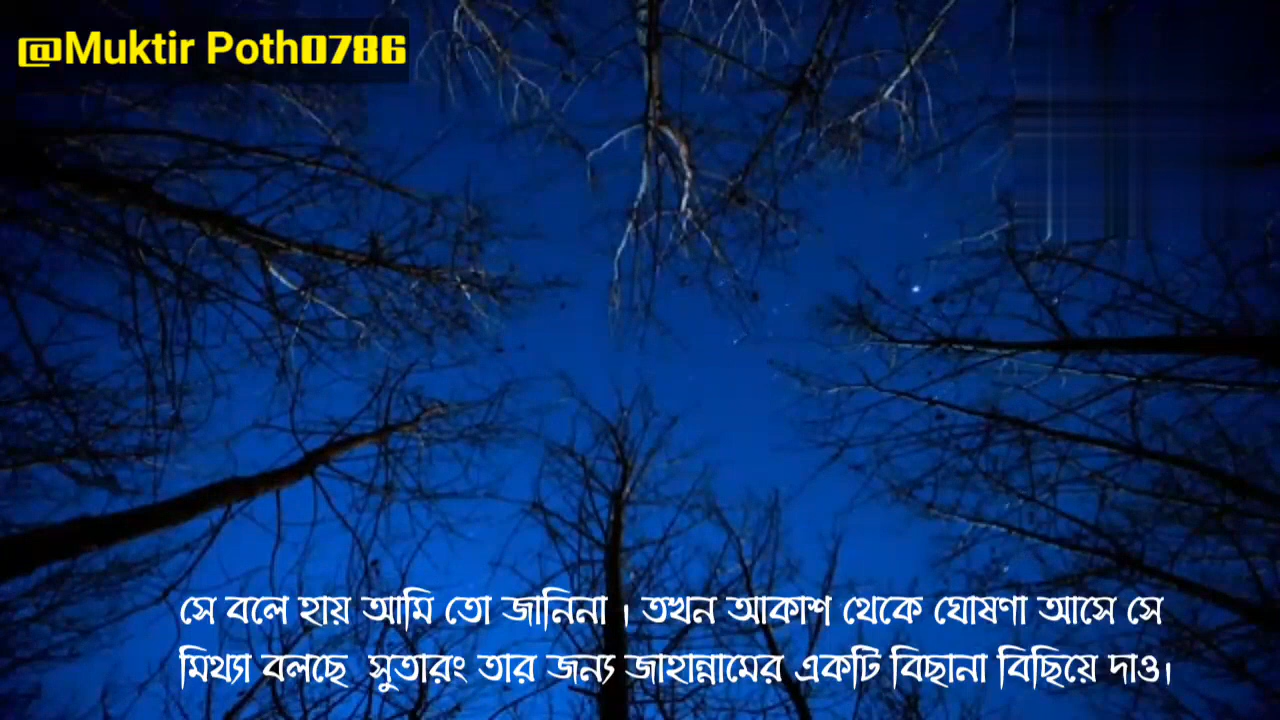 @Muktir Poth0786
সে বলে হায় আমি তো জানিনা । তখন আকাশ থেকে ঘোষণা আসে সে
মিথ্যা বলছে সুতারং তার জন্য জাহান্নামের একটি বিছানা বিছিয়ে দাও।